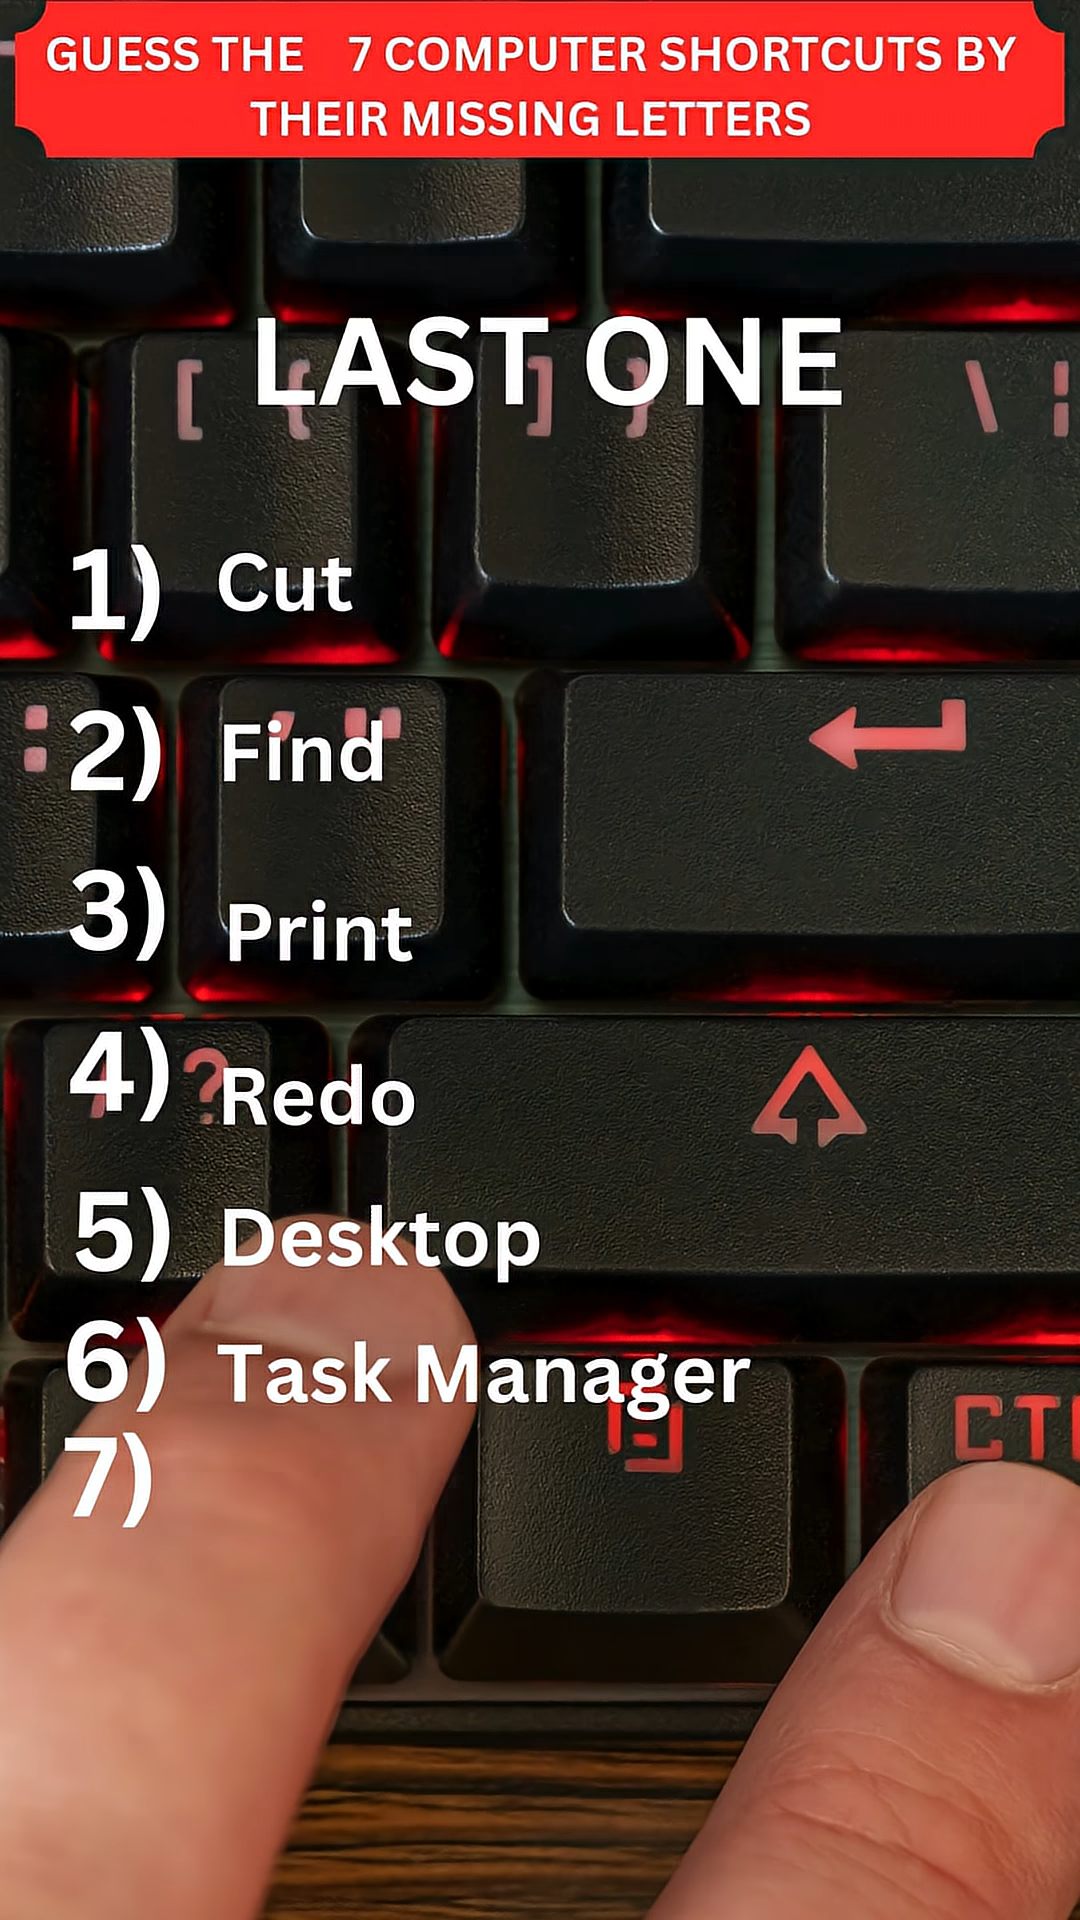 GUESS THE 7 COMPUTER SHORTCUTS BY
THEIR MISSING LETTERS
LAST ONE
[ { ] } \ ¦
1) Cut
: ' "
2) Find
3) Print
4) Redo
?
5) Desktop
6) Task Manager
CT
7)